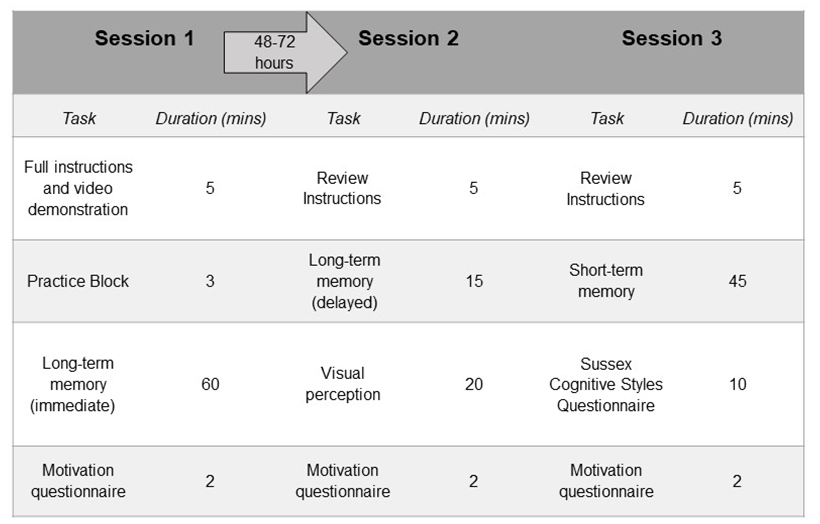 Session 1
48-72
hours
Session 2
Session 3
Task Duration (mins) Task Duration (mins) Task Duration (mins)
Full instructions
and video
demonstration
5
Review
Instructions
5
Review
Instructions
5
Practice Block
3
Long-term
memory
(delayed)
15
Short-term
memory
45
Long-term
memory
(immediate)
60
Visual
perception
20
Sussex
Cognitive Styles
Questionnaire
10
Motivation
questionnaire
2
Motivation
questionnaire
2
Motivation
questionnaire
2